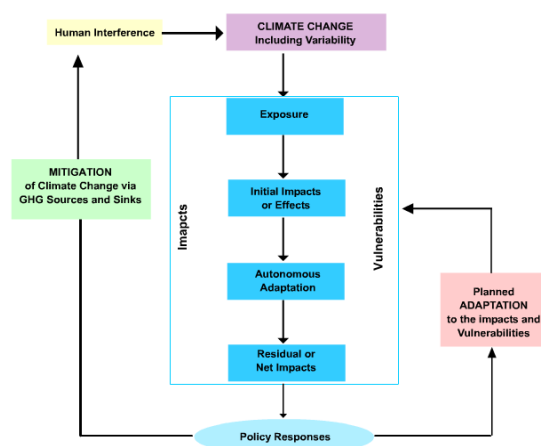 Human Interference
CLIMATE CHANGE
Including Variability
Exposure
MITIGATION
of Climate Change via
GHG Sources and Sinks
Initial Impacts
or Effects
Imapcts
Vulnerabilities
Autonomous
Adaptation
Planned
ADAPTATION
to the impacts and
Vulnerabilities
Residual or
Net Impacts
Policy Responses